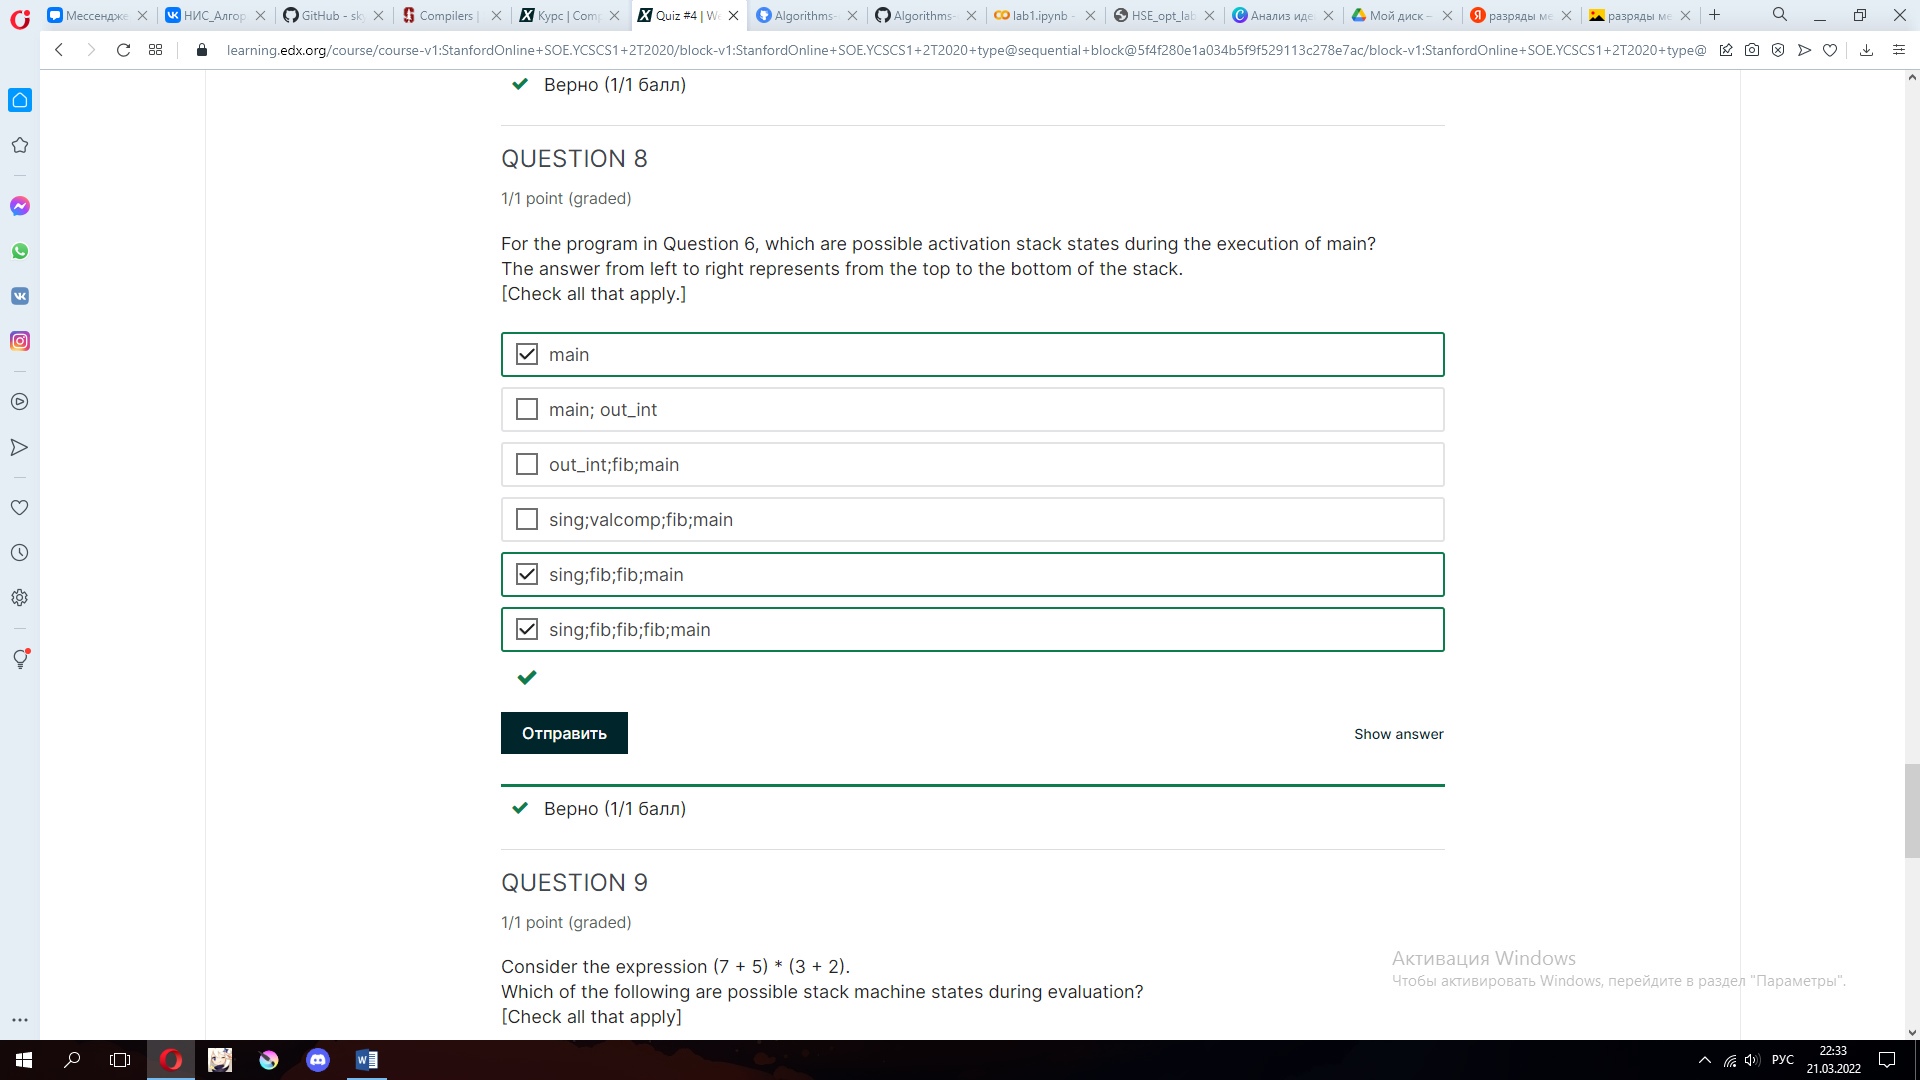 Мессендже
НИС_Алгор
GitHub - sky
Compilers |
Курс | Comp
Quiz #4 | We
Algorithms-
Algorithms-
lab1.ipynb -
HSE_opt_lab
Анализ иде
Мой диск –
разряды ме
разряды ме
learning.edx.org/course/course-v1:StanfordOnline+SOE.YCSCS1+2T2020/block-v1:StanfordOnline+SOE.YCSCS1+2T2020+type@sequential+block@5f4f280e1a034b5f9f529113c278e7ac/block-v1:StanfordOnline+SOE.YCSCS1+2T2020+type@
Верно (1/1 балл)
QUESTION 8
1/1 point (graded)
For the program in Question 6, which are possible activation stack states during the execution of main?
The answer from left to right represents from the top to the bottom of the stack.
[Check all that apply.]
main
main; out_int
out_int;fib;main
sing;valcomp;fib;main
sing;fib;fib;main
sing;fib;fib;fib;main
Отправить
Show answer
Верно (1/1 балл)
QUESTION 9
1/1 point (graded)
Consider the expression (7 + 5) * (3 + 2).
Which of the following are possible stack machine states during evaluation?
[Check all that apply]
Активация Windows
Чтобы активировать Windows, перейдите в раздел "Параметры".
РУС
22:33
21.03.2022